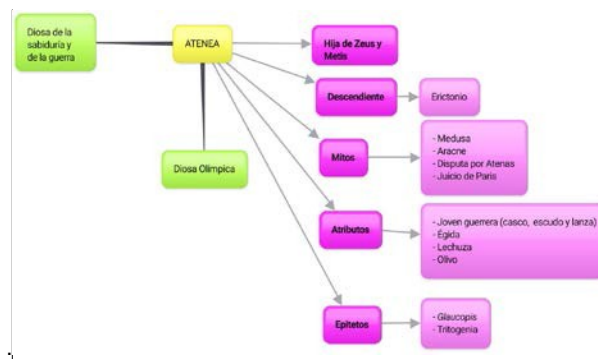 Diosa de la
sabiduría y
de la guerra
ATENEA
Diosa Olímpica
Hija de Zeus y
Metis
Descendiente
Erictonio
Mitos
- Medusa
- Aracne
- Disputa por Atenas
- Juicio de Paris
Atributos
- Joven guerrera (casco, escudo y lanza)
- Égida
- Lechuza
- Olivo
Epítetos
- Glaucopis
- Tritogenia